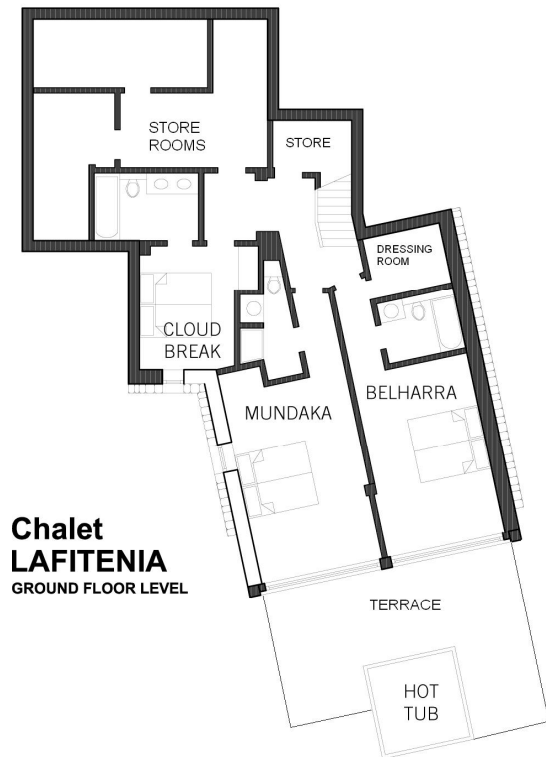 STORE
ROOMS
STORE
DRESSING
ROOM
CLOUD
BREAK
MUNDAKA
BELHARRA
Chalet
LAFITENIA
GROUND FLOOR LEVEL
TERRACE
HOT
TUB